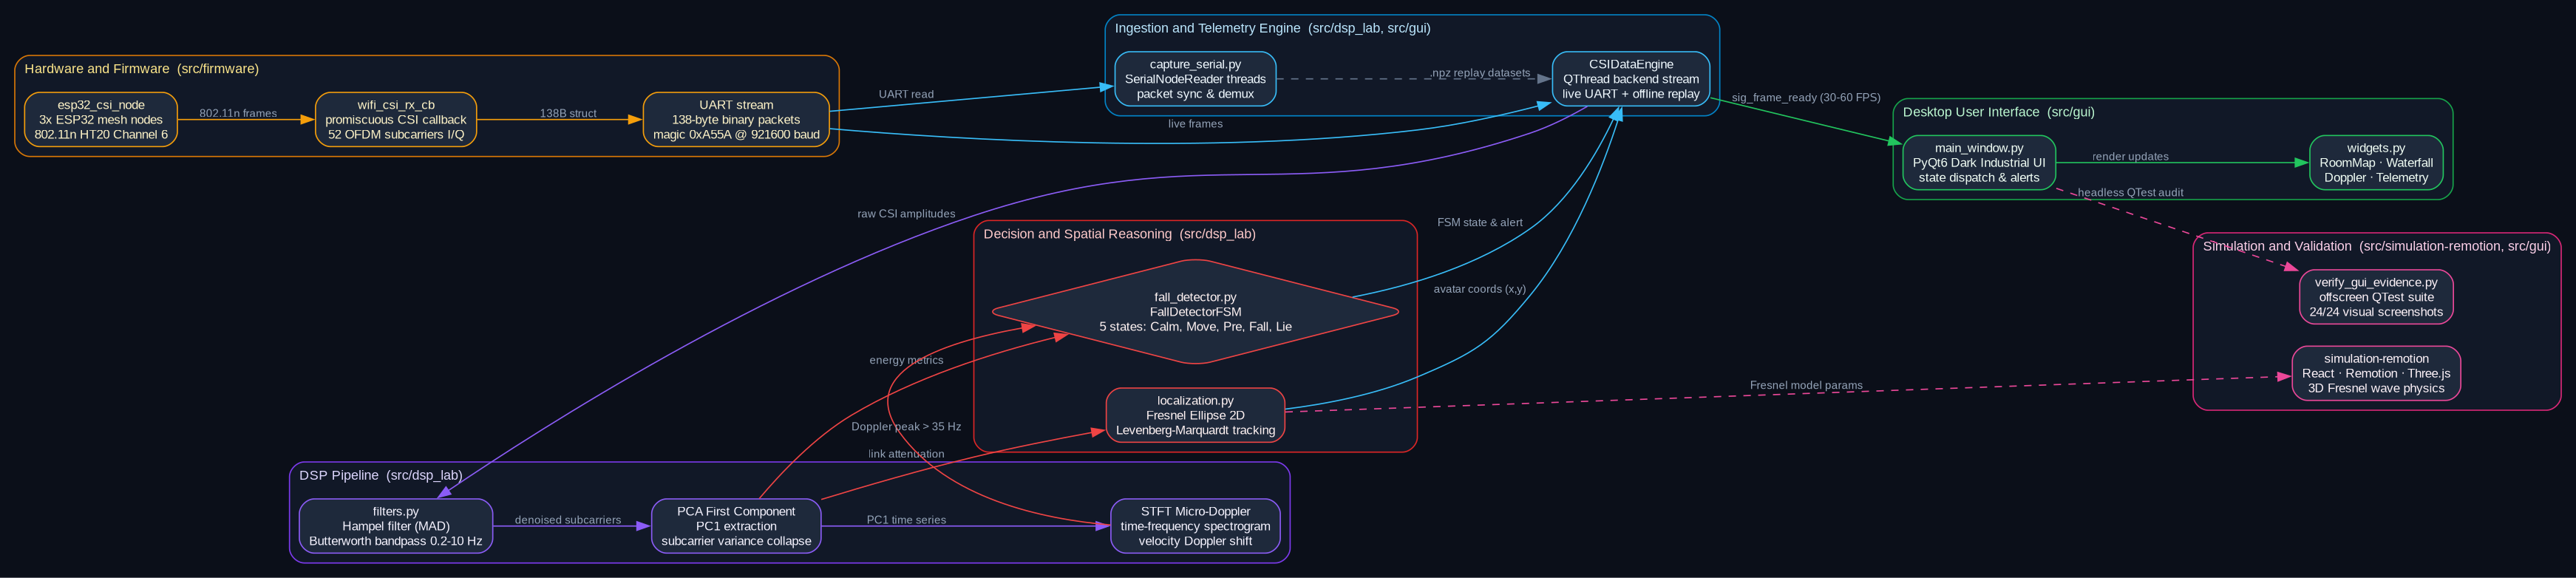 Hardware and Firmware  (src/firmware)
esp32_csi_node
3x ESP32 mesh nodes
802.11n HT20 Channel 6
802.11n frames
wifi_csi_rx_cb
promiscuous CSI callback
52 OFDM subcarriers I/Q
138B struct
UART stream
138-byte binary packets
magic 0xA55A @ 921600 baud
UART read
live frames
Ingestion and Telemetry Engine  (src/dsp_lab, src/gui)
capture_serial.py
SerialNodeReader threads
packet sync & demux
.npz replay datasets
CSIDataEngine
QThread backend stream
live UART + offline replay
sig_frame_ready (30-60 FPS)
Desktop User Interface  (src/gui)
main_window.py
PyQt6 Dark Industrial UI
state dispatch & alerts
render updates
widgets.py
RoomMap · Waterfall
Doppler · Telemetry
headless QTest audit
raw CSI amplitudes
Decision and Spatial Reasoning  (src/dsp_lab)
fall_detector.py
FallDetectorFSM
5 states: Calm, Move, Pre, Fall, Lie
FSM state & alert
avatar coords (x,y)
energy metrics
Doppler peak > 35 Hz
link attenuation
localization.py
Fresnel Ellipse 2D
Levenberg-Marquardt tracking
Fresnel model params
Simulation and Validation  (src/simulation-remotion, src/gui)
verify_gui_evidence.py
offscreen QTest suite
24/24 visual screenshots
simulation-remotion
React · Remotion · Three.js
3D Fresnel wave physics
DSP Pipeline  (src/dsp_lab)
filters.py
Hampel filter (MAD)
Butterworth bandpass 0.2-10 Hz
denoised subcarriers
PCA First Component
PC1 extraction
subcarrier variance collapse
PC1 time series
STFT Micro-Doppler
time-frequency spectrogram
velocity Doppler shift